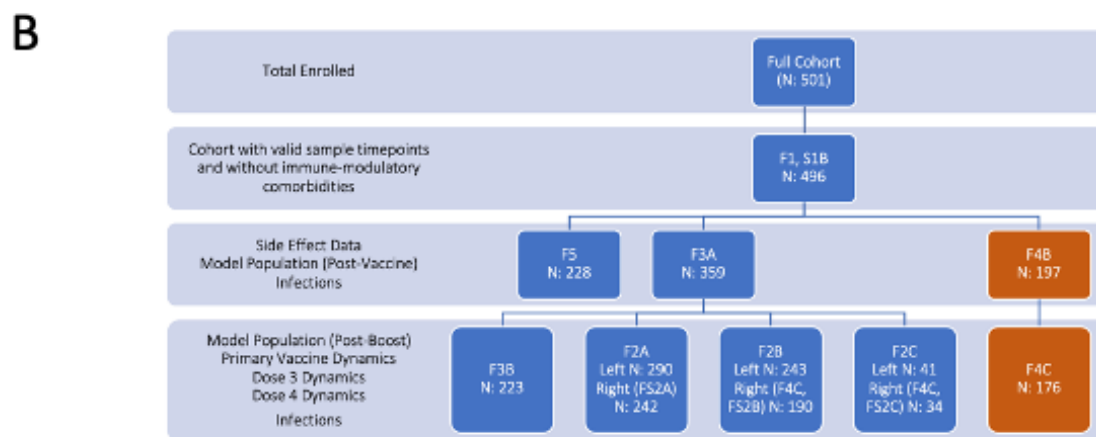 B
Total Enrolled
Full Cohort
(N: 501)
Cohort with valid sample timepoints
and without immune-modulatory
comorbidities
F1, S1B
N: 496
Side Effect Data
Model Population (Post-Vaccine)
Infections
F5
N: 228
F3A
N: 359
F4B
N: 197
Model Population (Post-Boost)
Primary Vaccine Dynamics
Dose 3 Dynamics
Dose 4 Dynamics
Infections
F3B
N: 223
F2A
Left N: 290
Right (FS2A)
N: 242
F2B
Left N: 243
Right (F4C,
FS2B) N: 190
F2C
Left N: 41
Right (F4C,
FS2C) N: 34
F4C
N: 176